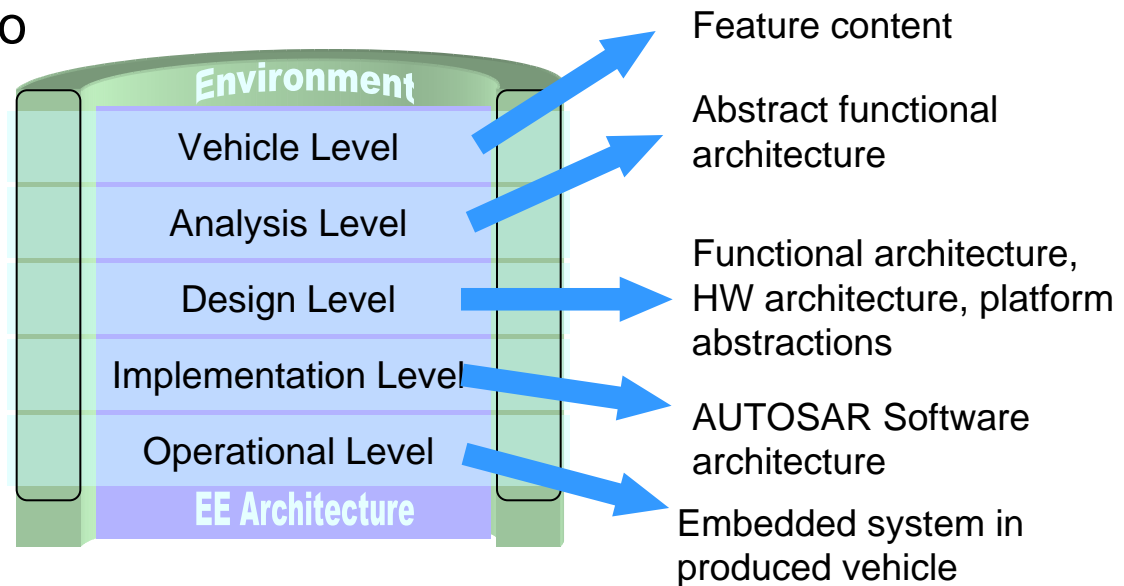 o
Environment
Vehicle Level
Analysis Level
Design Level
Implementation Level
Operational Level
EE Architecture
Feature content
Abstract functional
architecture
Functional architecture,
HW architecture, platform
abstractions
AUTOSAR Software
architecture
Embedded system in
produced vehicle